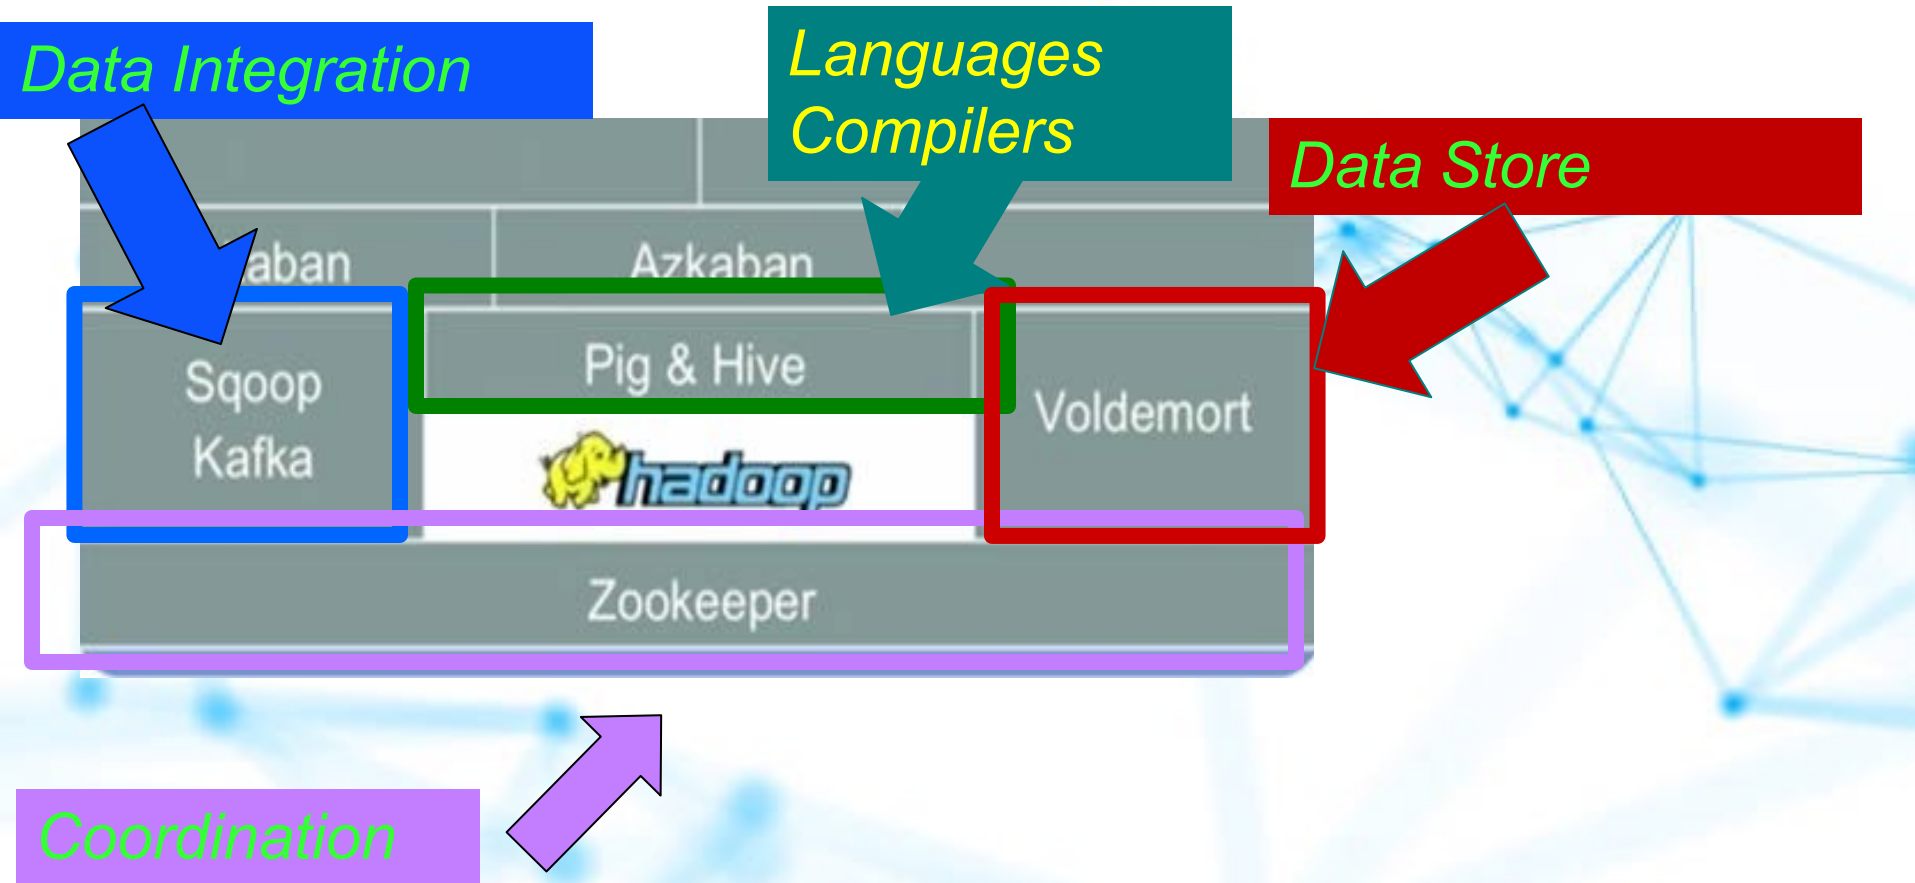 Data Integration
Languages
Compilers
Data Store
aban
Azkaban
Pig & Hive
Sqoop
Kafka
Voldemort
hadoop
Zookeeper
Coordination